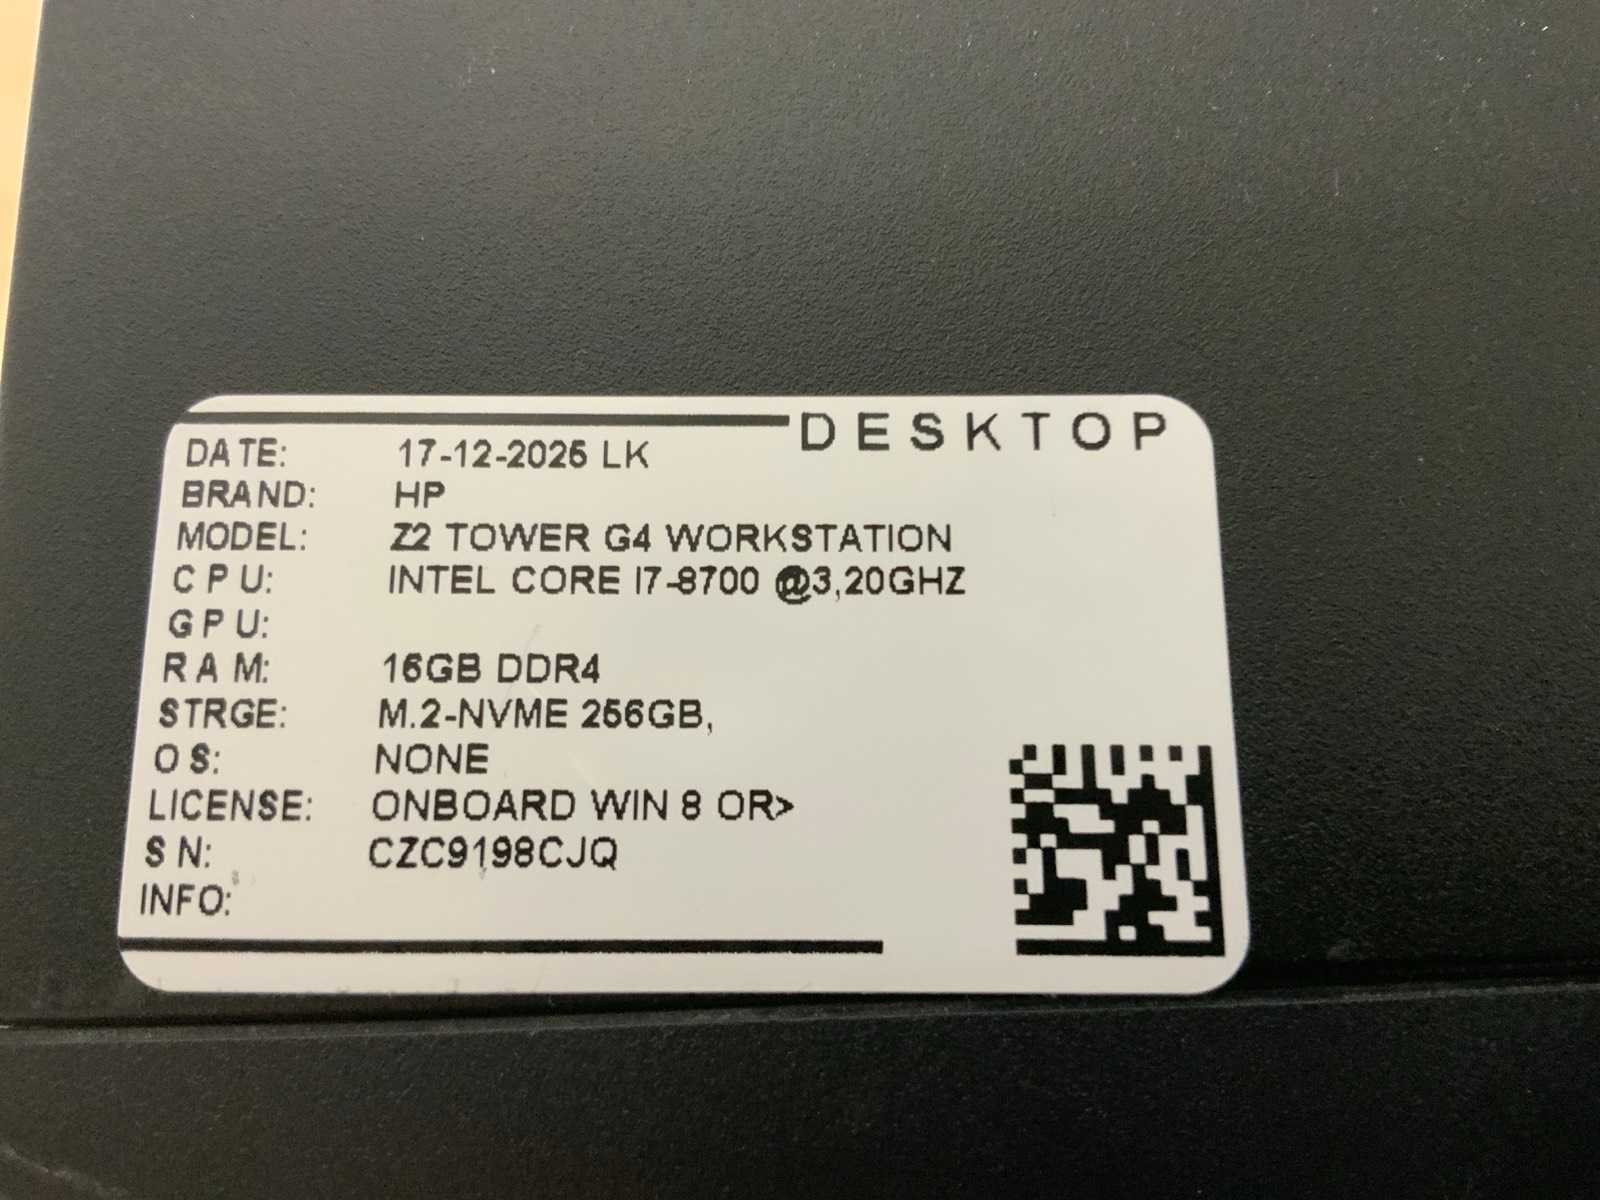 DESKTOP
DATE: 17-12-2025 LK
BRAND: HP
MODEL: Z2 TOWER G4 WORKSTATION
CPU: INTEL CORE I7-8700 @3,20GHZ
GPU:
RAM: 16GB DDR4
STRGE: M.2-NVME 256GB,
OS: NONE
LICENSE: ONBOARD WIN 8 OR>
SN: CZC9198CJQ
INFO: